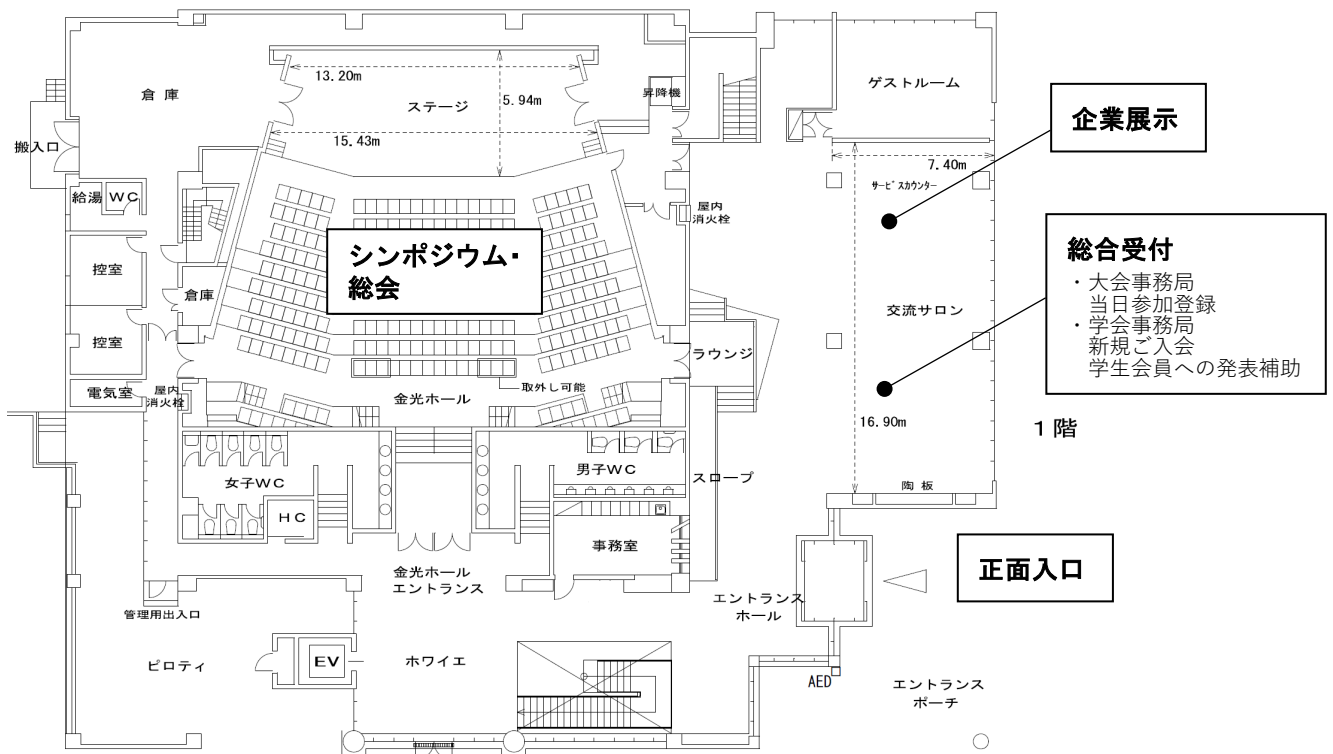 倉庫
13.20m
ステージ
5.94m
昇降機
15.43m
搬入口
給湯
WC
控室
倉庫
控室
電気室
屋内
消火栓
シンポジウム・
総会
屋内
消火栓
ラウンジ
取外し可能
金光ホール
女子WC
HC
男子WC
スロープ
事務室
金光ホール
エントランス
管理用出入口
ピロティ
EV
ホワイエ
エントランス
ホール
AED
エントランス
ポーチ
ゲストルーム
7.40m
サービスカウンター
交流サロン
16.90m
陶板
企業展示
総合受付
・大会事務局
当日参加登録
・学会事務局
新規ご入会
学生会員への発表補助
1階
正面入口